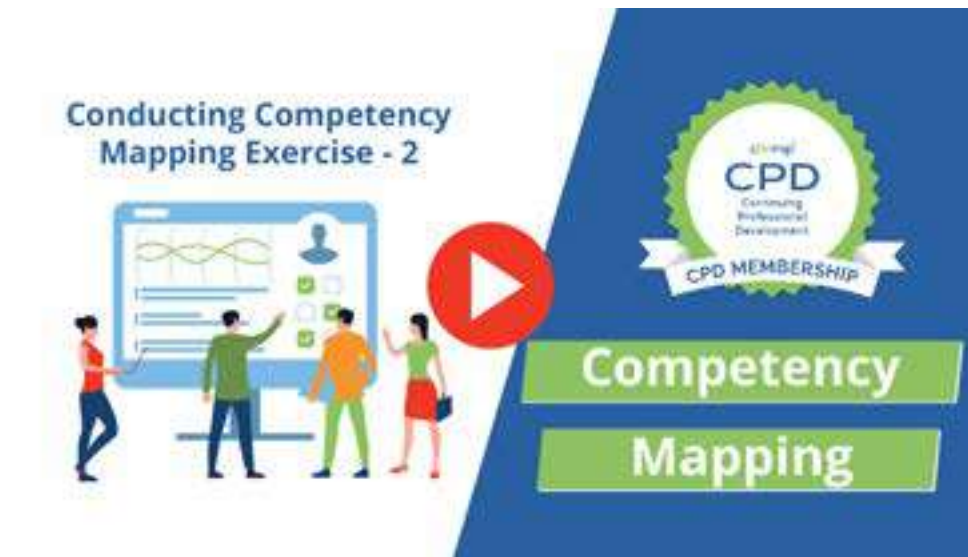 Conducting Competency
Mapping Exercise - 2
CPD
Continuing
Professional
Development
CPD MEMBERSHIP
Competency
Mapping